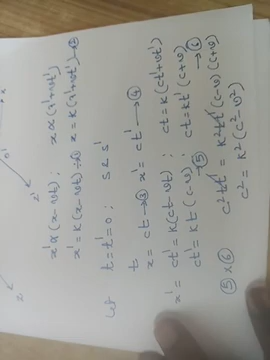 x' ∝ (x-vt) ; x ∝ (x'+vt')
x' = k(x-vt) → ① x = k(x'+vt') → ②
t = t' = 0 ; S & S'
t
x = ct → ③ x' = ct' → ④
x' = ct' = k(ct-vt) ; ct = k(ct'+vt')
ct' = kt (c-v) → ⑤ ct = kt' (c+v) → ⑥
⑤ x ⑥ c²tt' = k²tt' (c-v) (c+v)
c² = k² (c²-v²)